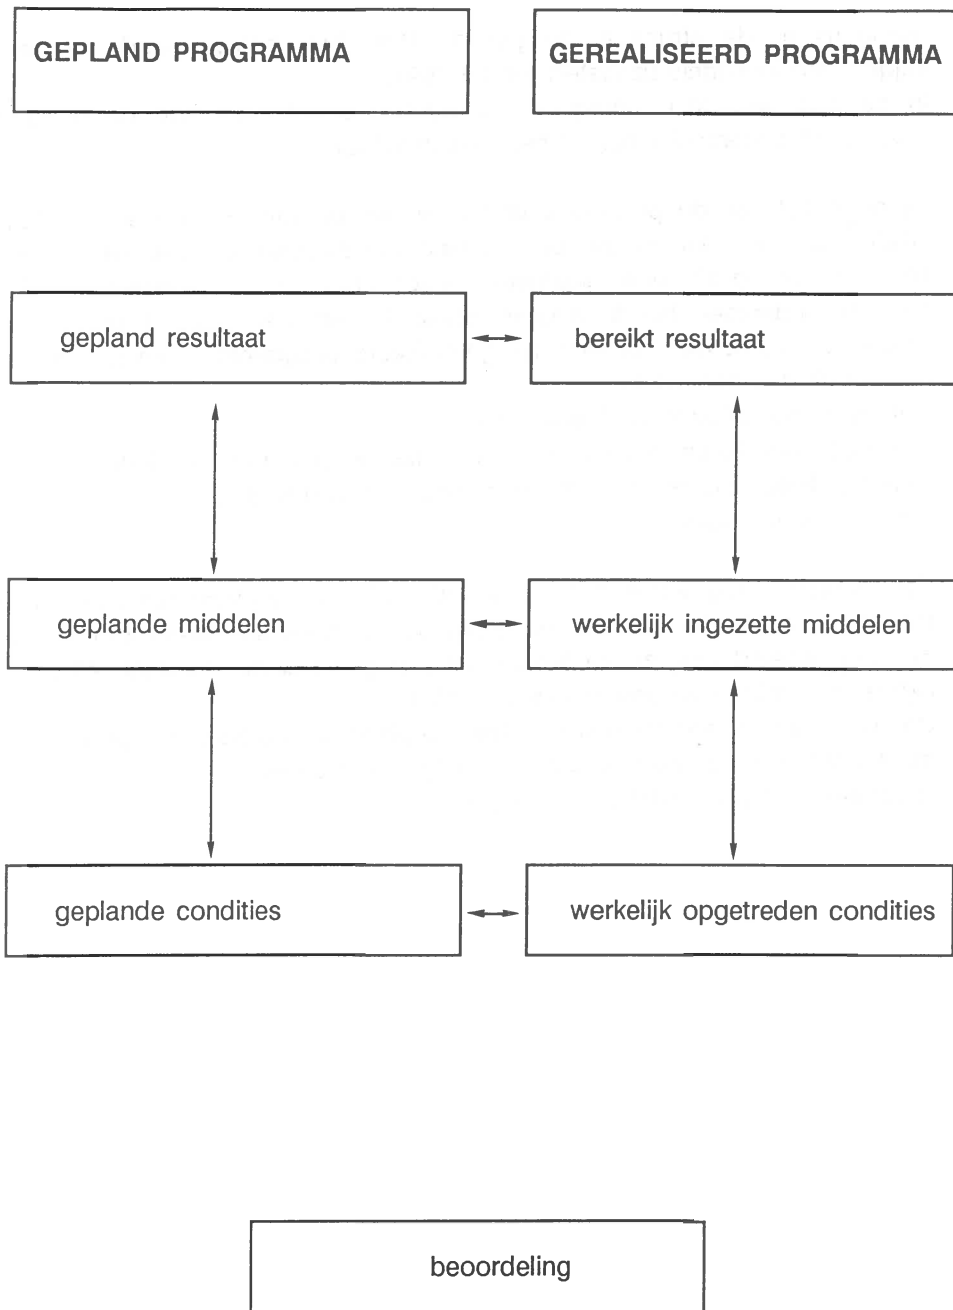 GEPLAND PROGRAMMA
GEREALISEERD PROGRAMMA
gepland resultaat
bereikt resultaat
geplande middelen
werkelijk ingezette middelen
geplande condities
werkelijk opgetreden condities
beoordeling